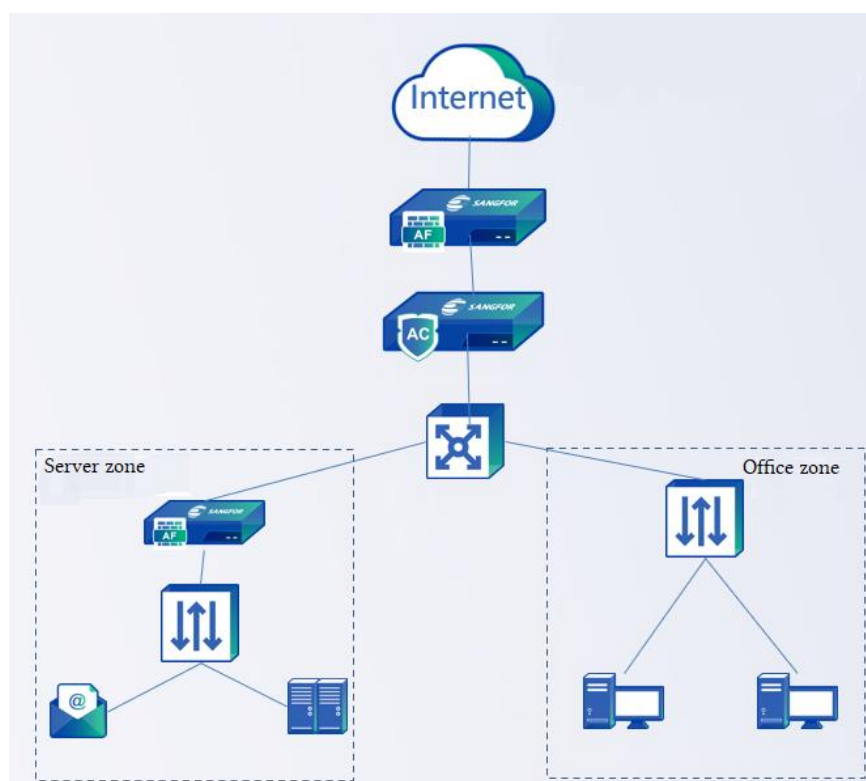 Internet
SANGFOR
AF
SANGFOR
AC
Server zone
Office zone
SANGFOR
AF
@